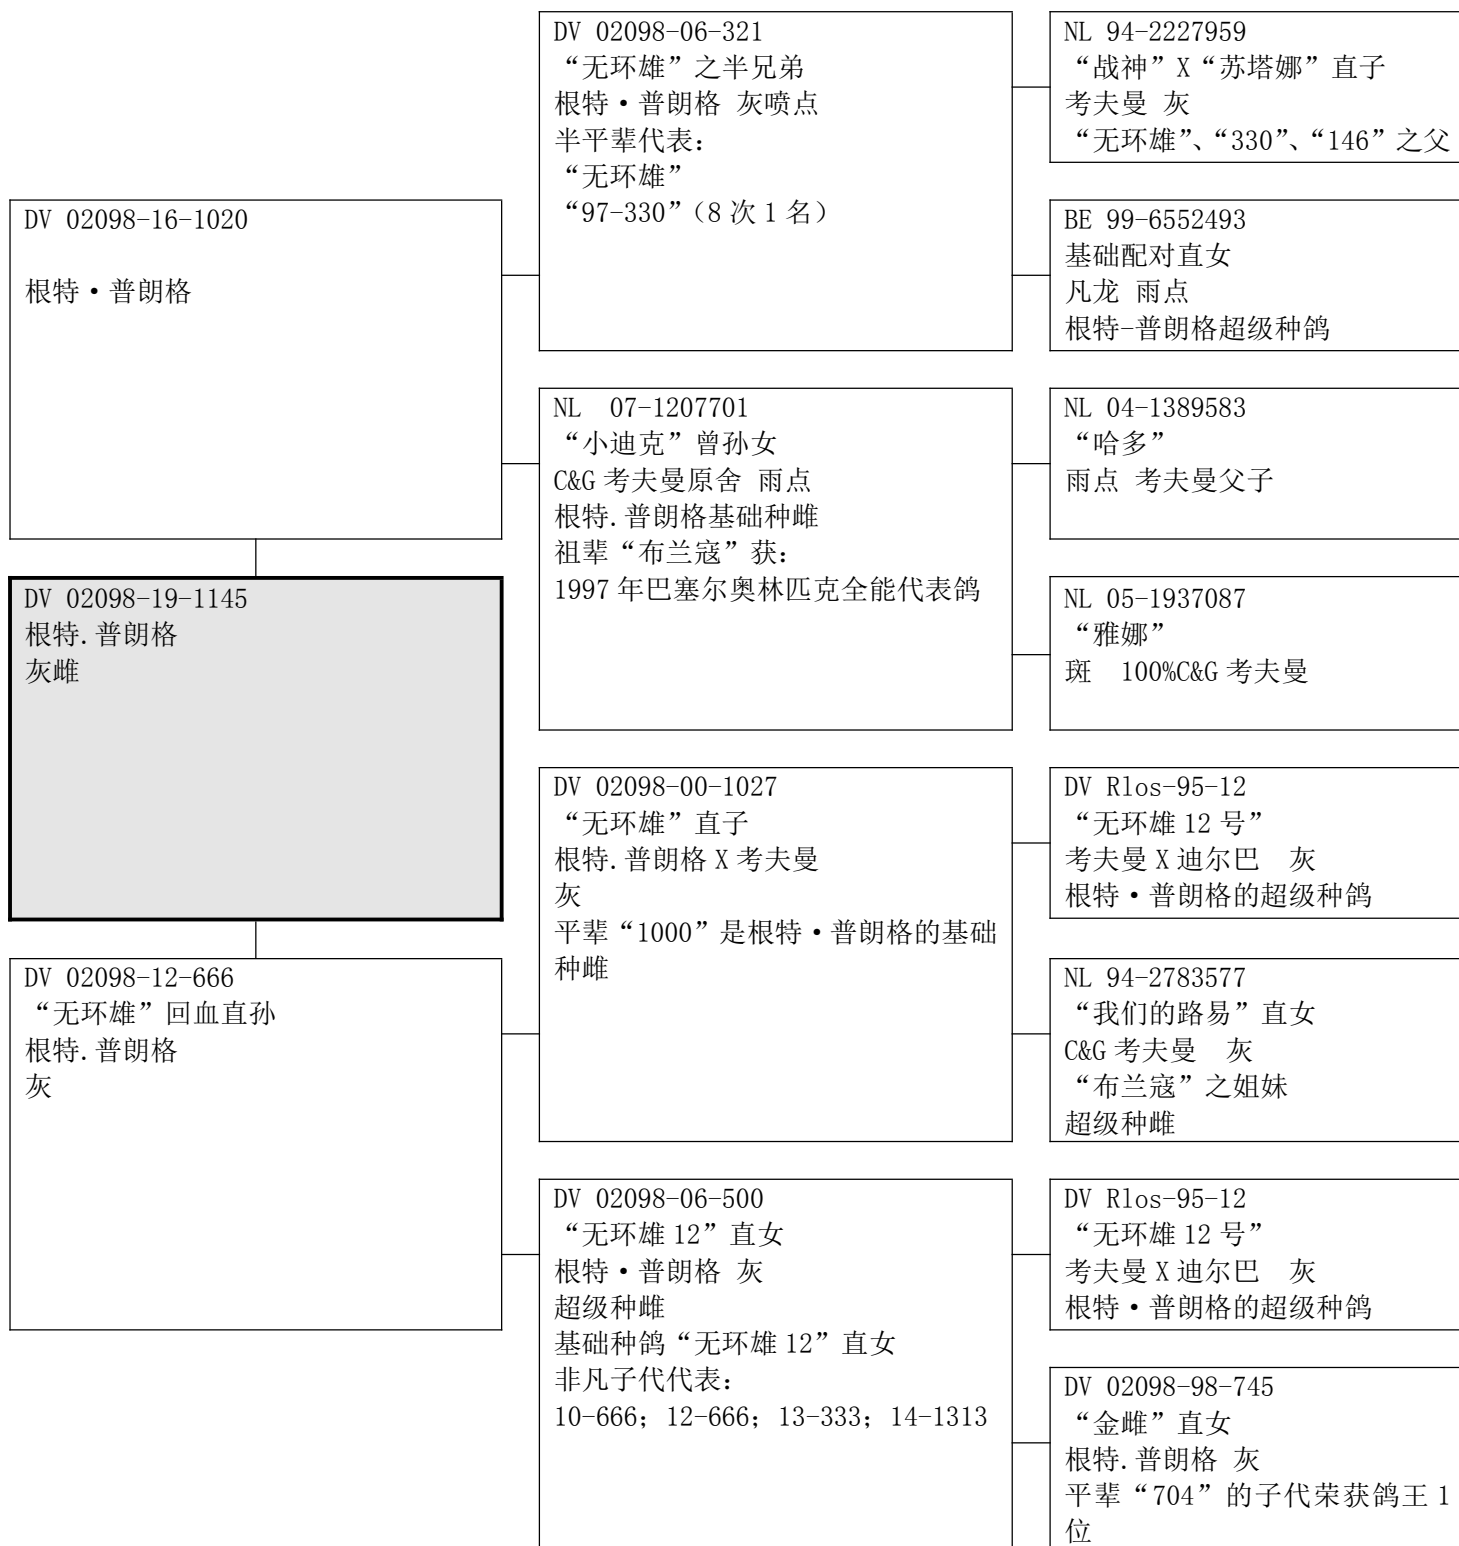 DV 02098-16-1020
根特·普朗格
DV 02098-19-1145
根特.普朗格
灰雌
DV 02098-12-666
“无环雄”回血直孙
根特.普朗格
灰
DV 02098-06-321
“无环雄”之半兄弟
根特·普朗格 灰喷点
半平辈代表：
“无环雄”
“97-330”（8 次 1 名）
NL 07-1207701
“小迪克”曾孙女
C&G 考夫曼原舍 雨点
根特.普朗格基础种雌
祖辈“布兰寇”获：
1997 年巴塞尔奥林匹克全能代表鸽
DV 02098-00-1027
“无环雄”直子
根特.普朗格 X 考夫曼
灰
平辈“1000”是根特·普朗格的基础
种雌
DV 02098-06-500
“无环雄 12”直女
根特·普朗格 灰
超级种雌
基础种鸽“无环雄 12”直女
非凡子代代表：
10-666；12-666；13-333；14-1313
NL 94-2227959
“战神”X“苏塔娜”直子
考夫曼 灰
“无环雄”、“330”、“146”之父
BE 99-6552493
基础配对直女
凡龙 雨点
根特-普朗格超级种鸽
NL 04-1389583
“哈多”
雨点 考夫曼父子
NL 05-1937087
“雅娜”
斑 100%C&G 考夫曼
DV Rlos-95-12
“无环雄 12 号”
考夫曼 X 迪尔巴 灰
根特·普朗格的超级种鸽
NL 94-2783577
“我们的路易”直女
C&G 考夫曼 灰
“布兰寇”之姐妹
超级种雌
DV Rlos-95-12
“无环雄 12 号”
考夫曼 X 迪尔巴 灰
根特·普朗格的超级种鸽
DV 02098-98-745
“金雌”直女
根特.普朗格 灰
平辈“704”的子代荣获鸽王 1
位